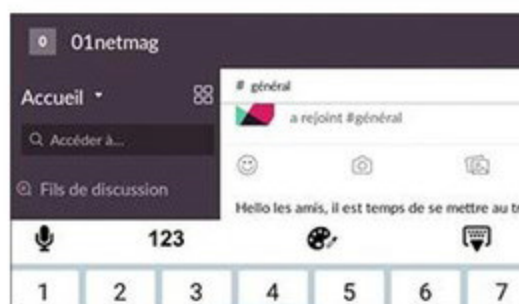 0 01netmag
Accueil
# général
a rejoint #général
Accéder à...
Fils de discussion
Hello les amis, il est temps de se mettre au
123
1 2 3 4 5 6 7